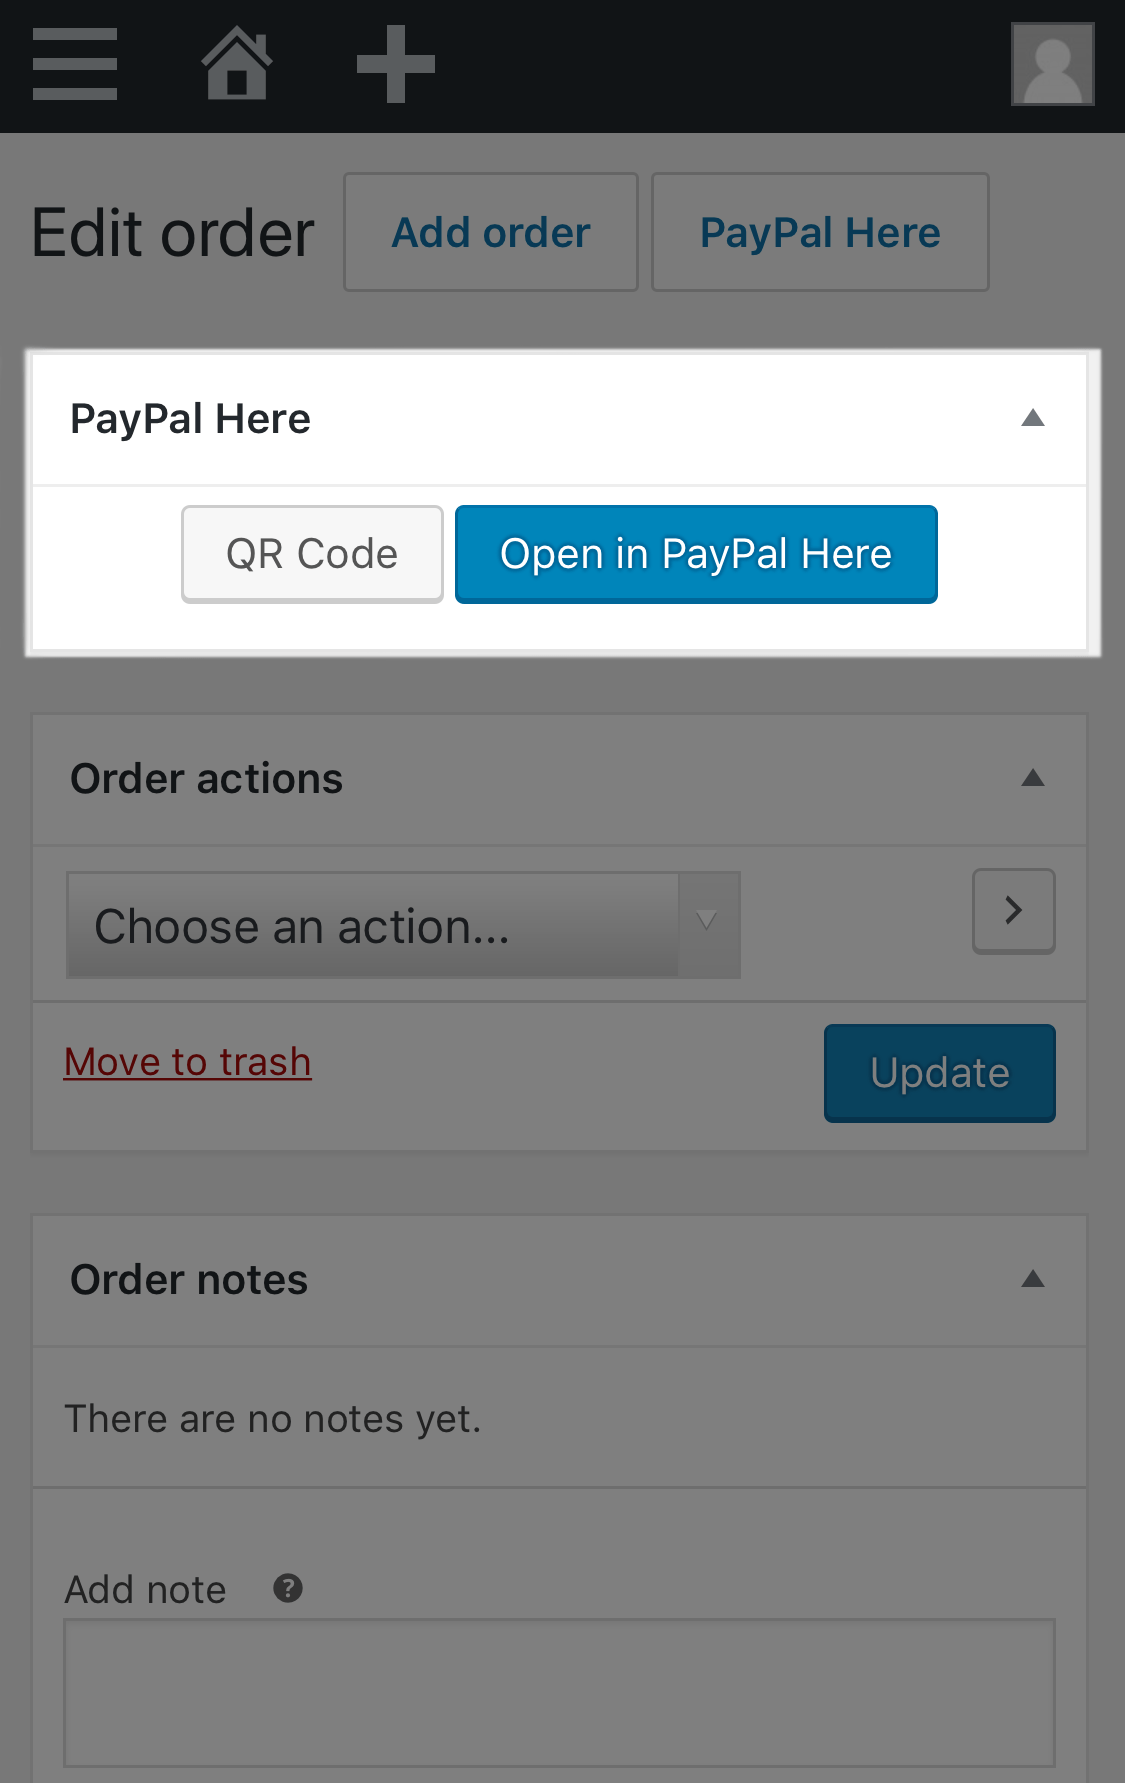 Edit order
Add order
PayPal Here
PayPal Here
QR Code
Open in PayPal Here
Order actions
Choose an action...
Move to trash
Update
Order notes
There are no notes yet.
Add note
?